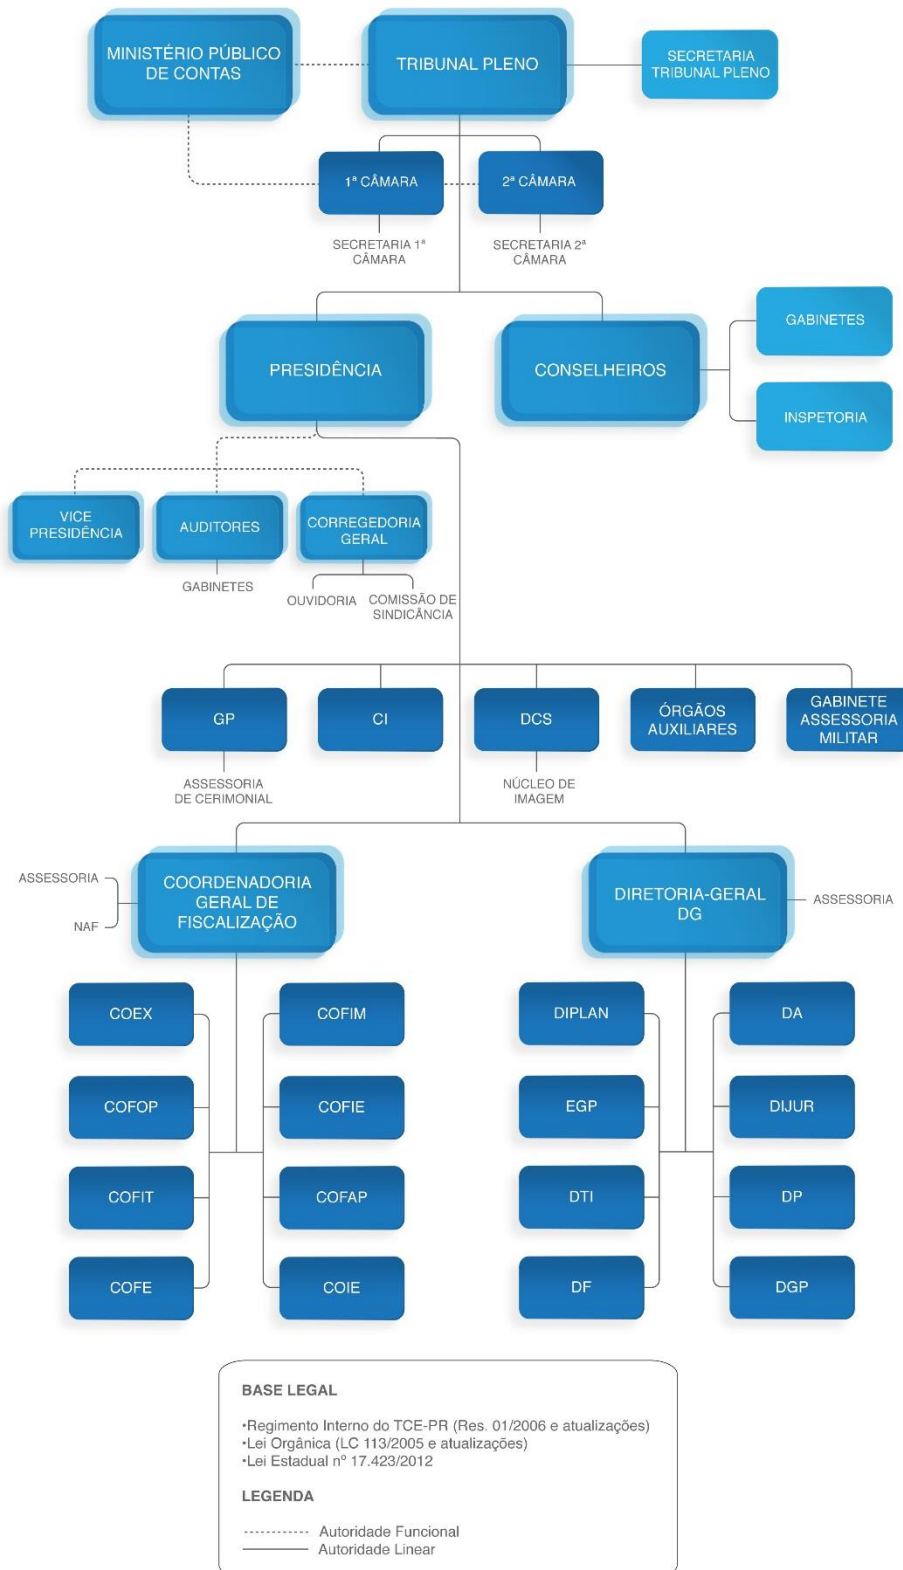 MINISTÉRIO PÚBLICO
DE CONTAS
TRIBUNAL PLENO
SECRETARIA
TRIBUNAL PLENO
1ª CÂMARA
2ª CÂMARA
SECRETARIA 1ª
CÂMARA
SECRETARIA 2ª
CÂMARA
PRESIDÊNCIA
CONSELHEIROS
GABINETES
INSPETORIA
VICE
PRESIDÊNCIA
AUDITORES
CORREGEDORIA
GERAL
GABINETES
OUVIDORIA
COMISSÃO DE
SINDICÂNCIA
GP
CI
DCS
ÓRGÃOS
AUXILIARES
GABINETE
ASSESSORIA
MILITAR
ASSESSORIA
DE CERIMONIAL
NÚCLEO DE
IMAGEM
ASSESSORIA
NAF
COORDENADORIA
GERAL DE
FISCALIZAÇÃO
DIRETORIA-GERAL
DG
ASSESSORIA
COEX
COFIM
DIPLAN
DA
COFOP
COFIE
EGP
DIJUR
COFIT
COFAP
DTI
DP
COFE
COIE
DF
DGP
BASE LEGAL
•Regimento Interno do TCE-PR (Res. 01/2006 e atualizações)
•Lei Orgânica (LC 113/2005 e atualizações)
•Lei Estadual nº 17.423/2012
LEGENDA
Autoridade Funcional
Autoridade Linear